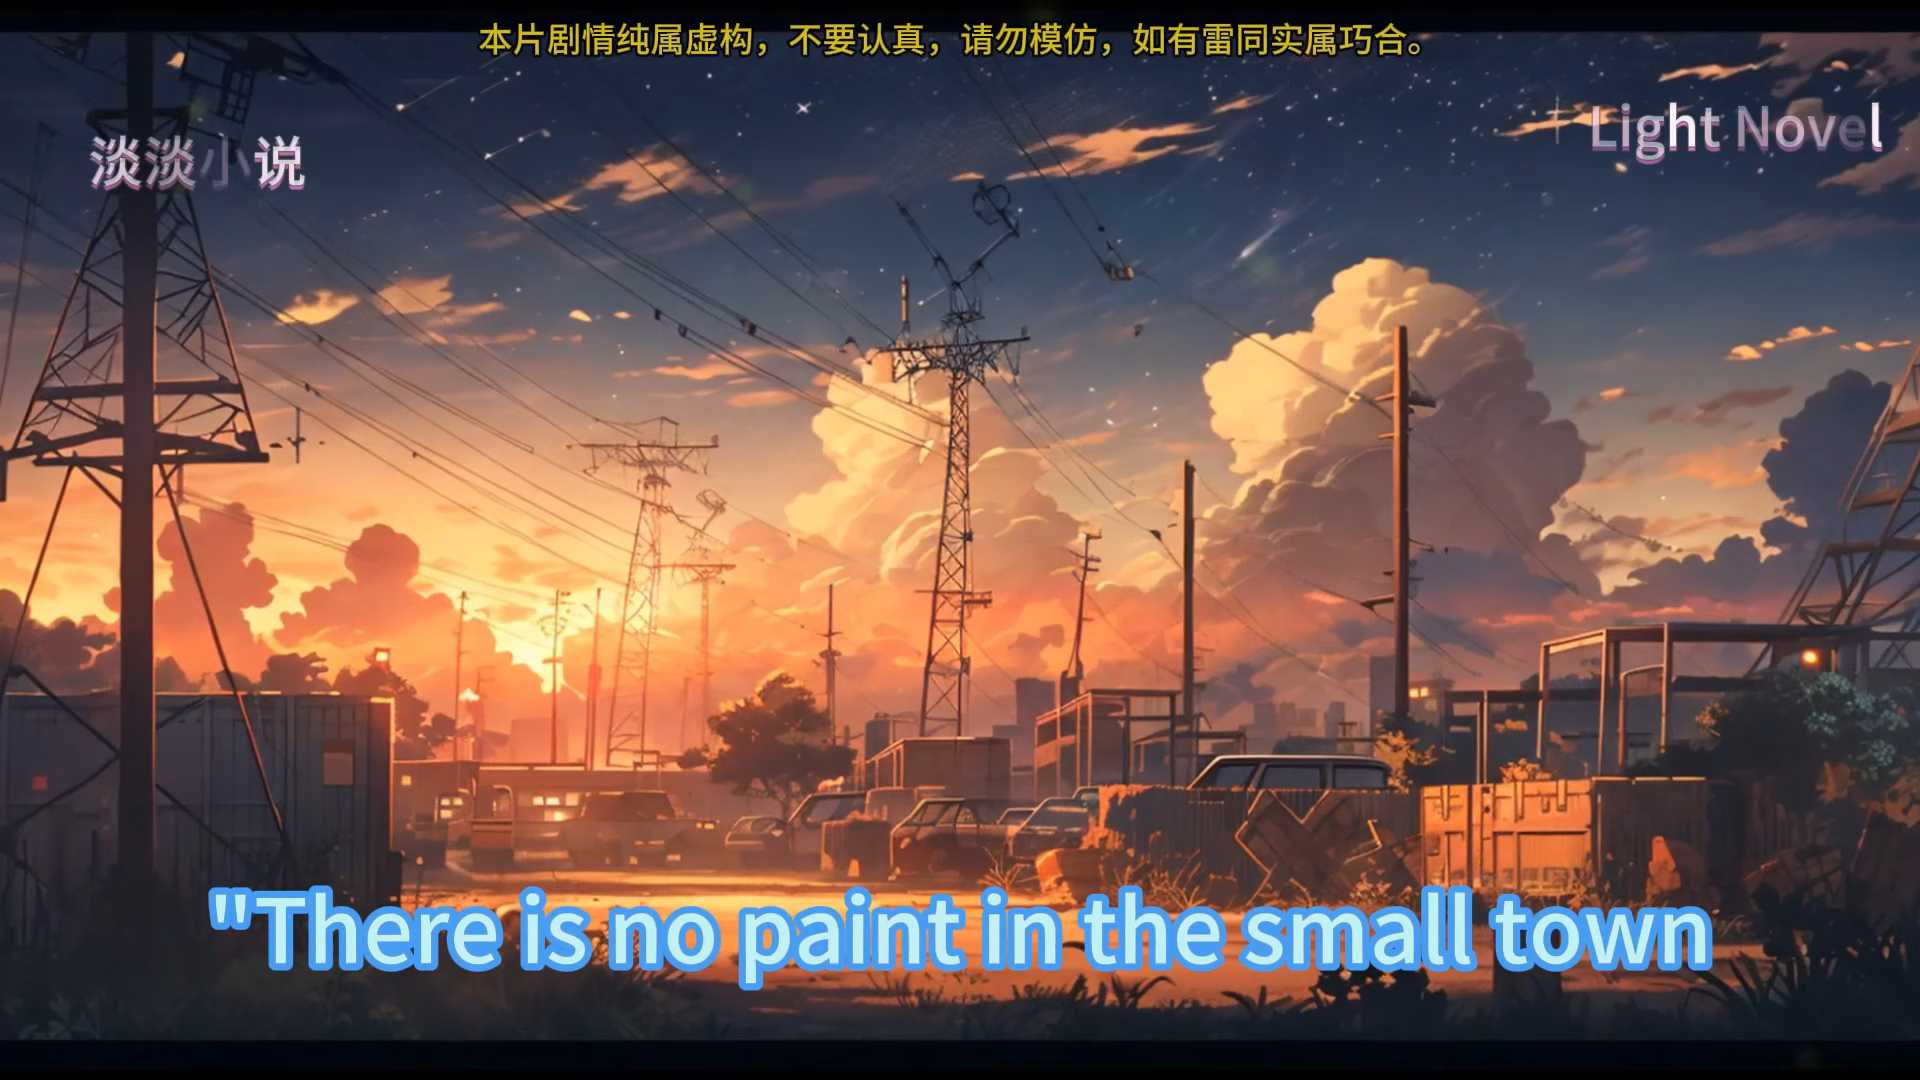 本片剧情纯属虚构，不要认真，请勿模仿，如有雷同实属巧合。
淡淡小说
Light Novel
"There is no paint in the small town